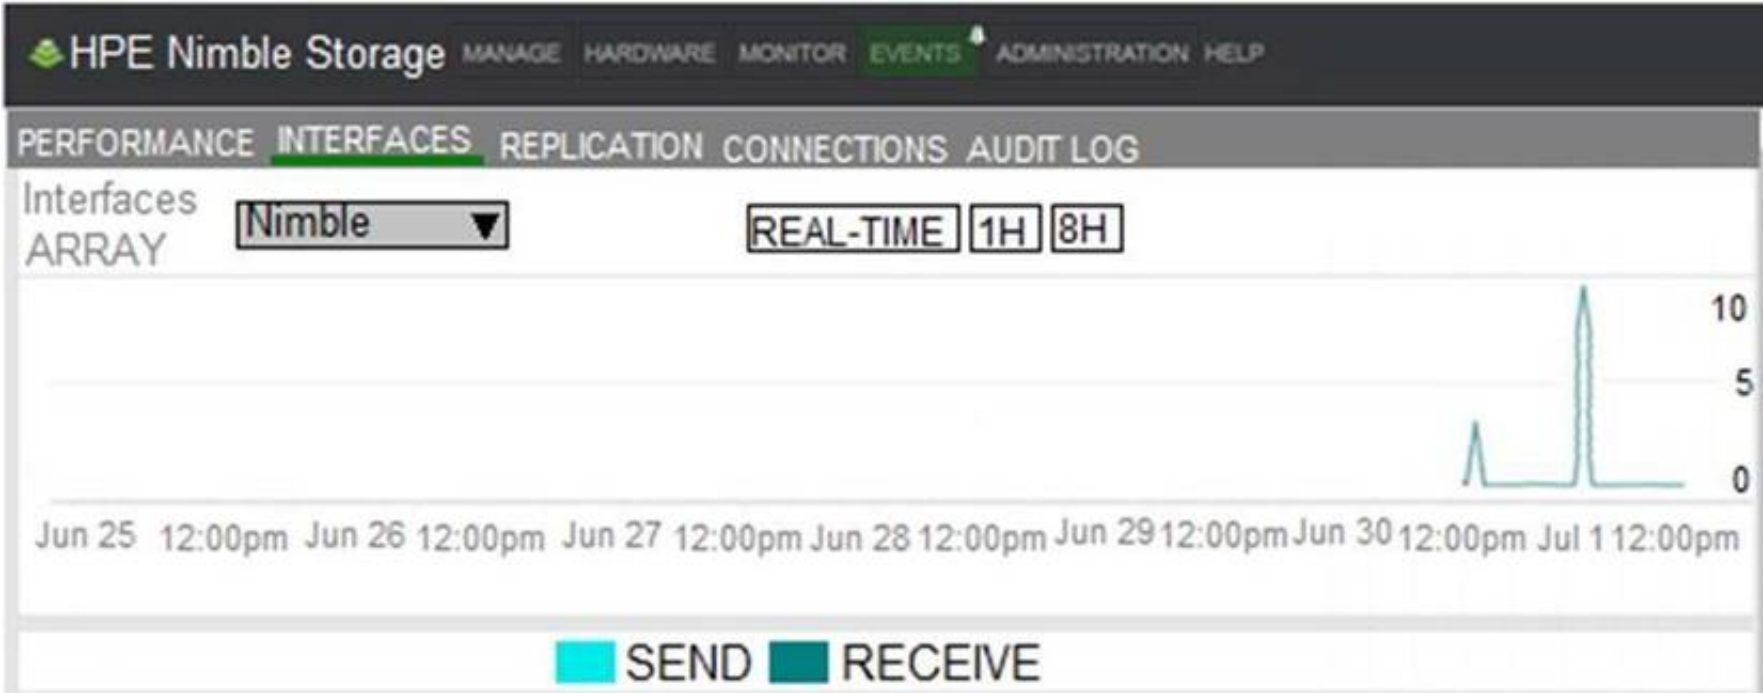 HPE Nimble Storage MANAGE HARDWARE MONITOR EVENTS ADMINISTRATION HELP
PERFORMANCE INTERFACES REPLICATION CONNECTIONS AUDIT LOG
Interfaces
ARRAY
Nimble
REAL-TIME 1H 8H
10
5
0
Jun 25 12:00pm Jun 26 12:00pm Jun 27 12:00pm Jun 28 12:00pm Jun 29 12:00pm Jun 30 12:00pm Jul 1 12:00pm
SEND RECEIVE